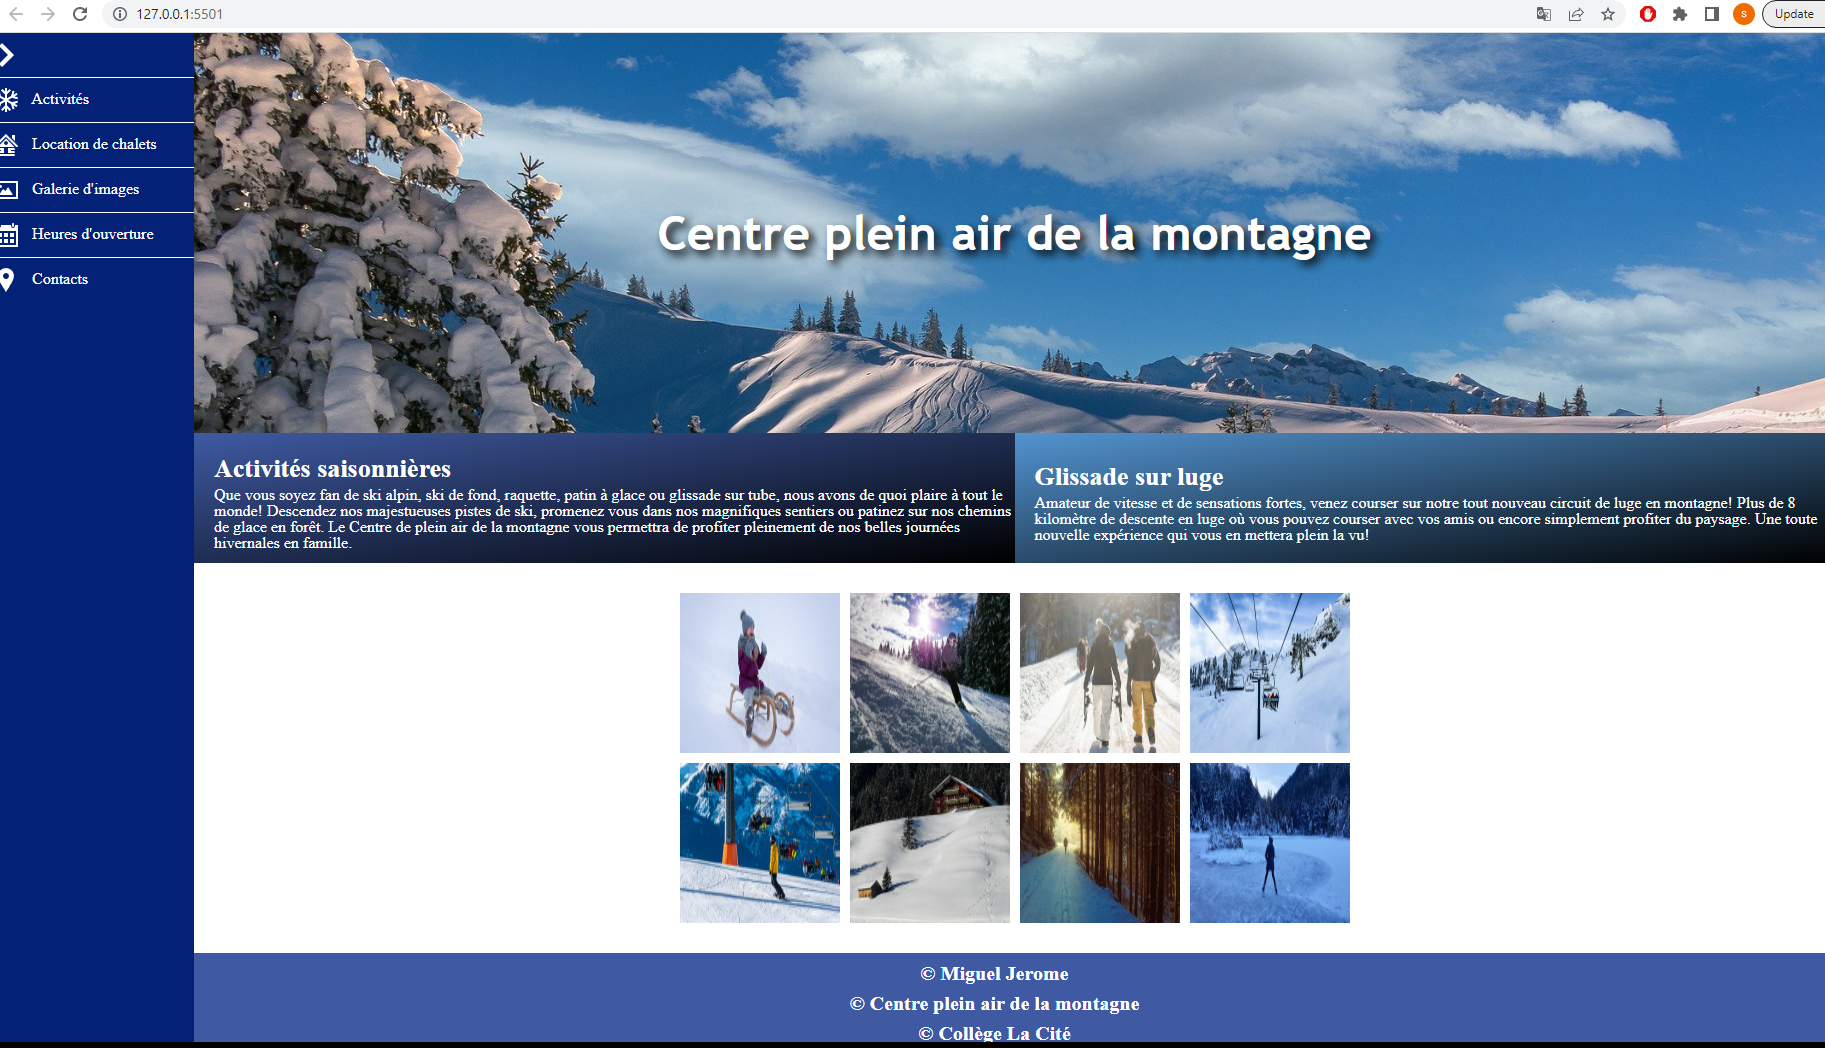 127.0.0.1:5501
s
Update
Activités
Location de chalets
Galerie d'images
Heures d'ouverture
Contacts
Centre plein air de la montagne
Activités saisonnières
Que vous soyez fan de ski alpin, ski de fond, raquette, patin à glace ou glissade sur tube, nous avons de quoi plaire à tout le
monde! Descendez nos majestueuses pistes de ski, promenez vous dans nos magnifiques sentiers ou patinez sur nos chemins
de glace en forêt. Le Centre de plein air de la montagne vous permettra de profiter pleinement de nos belles journées
hivernales en famille.
Glissade sur luge
Amateur de vitesse et de sensations fortes, venez courser sur notre tout nouveau circuit de luge en montagne! Plus de 8
kilomètre de descente en luge où vous pouvez courser avec vos amis ou encore simplement profiter du paysage. Une toute
nouvelle expérience qui vous en mettera plein la vu!
© Miguel Jerome
© Centre plein air de la montagne
© Collège La Cité